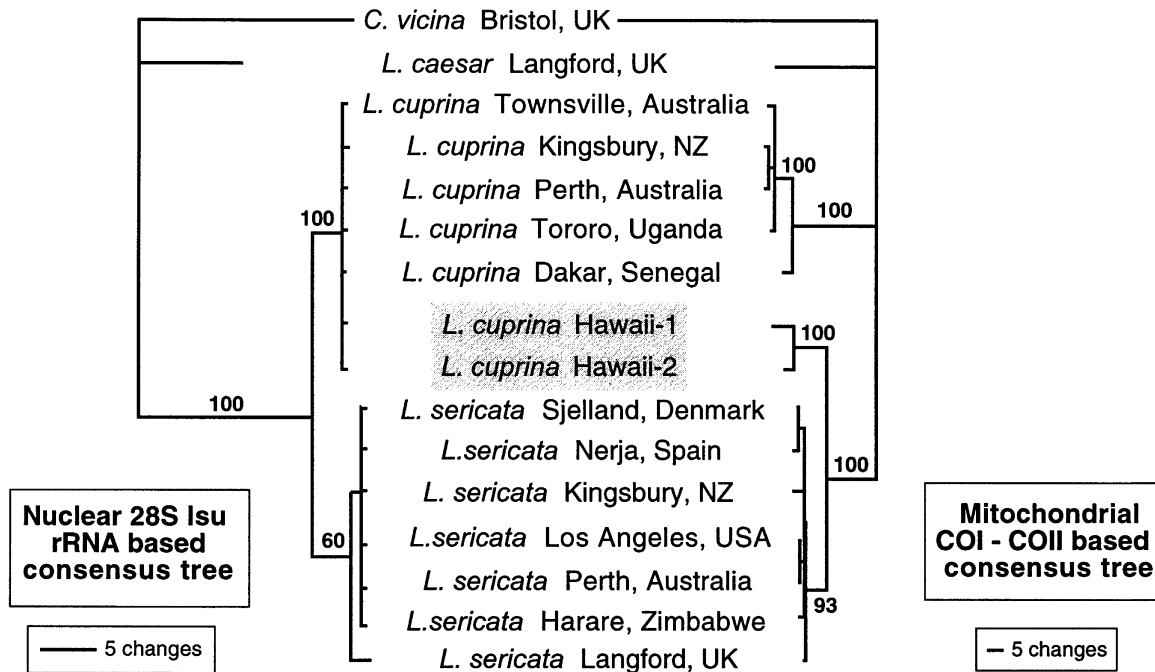 C. vicina Bristol, UK
L. caesar Langford, UK
L. cuprina Townsville, Australia
L. cuprina Kingsbury, NZ
100
L. cuprina Perth, Australia
100
L. cuprina Tororo, Uganda
100
L. cuprina Dakar, Senegal
L. cuprina Hawaii-1
100
L. cuprina Hawaii-2
100
L. sericata Sjelland, Denmark
L.sericata Nerja, Spain
100
L. sericata Kingsbury, NZ
60
L.sericata Los Angeles, USA
L. sericata Perth, Australia
93
L.sericata Harare, Zimbabwe
L. sericata Langford, UK
Nuclear 28S lsu
rRNA based
consensus tree
5 changes
Mitochondrial
COI - COII based
consensus tree
5 changes